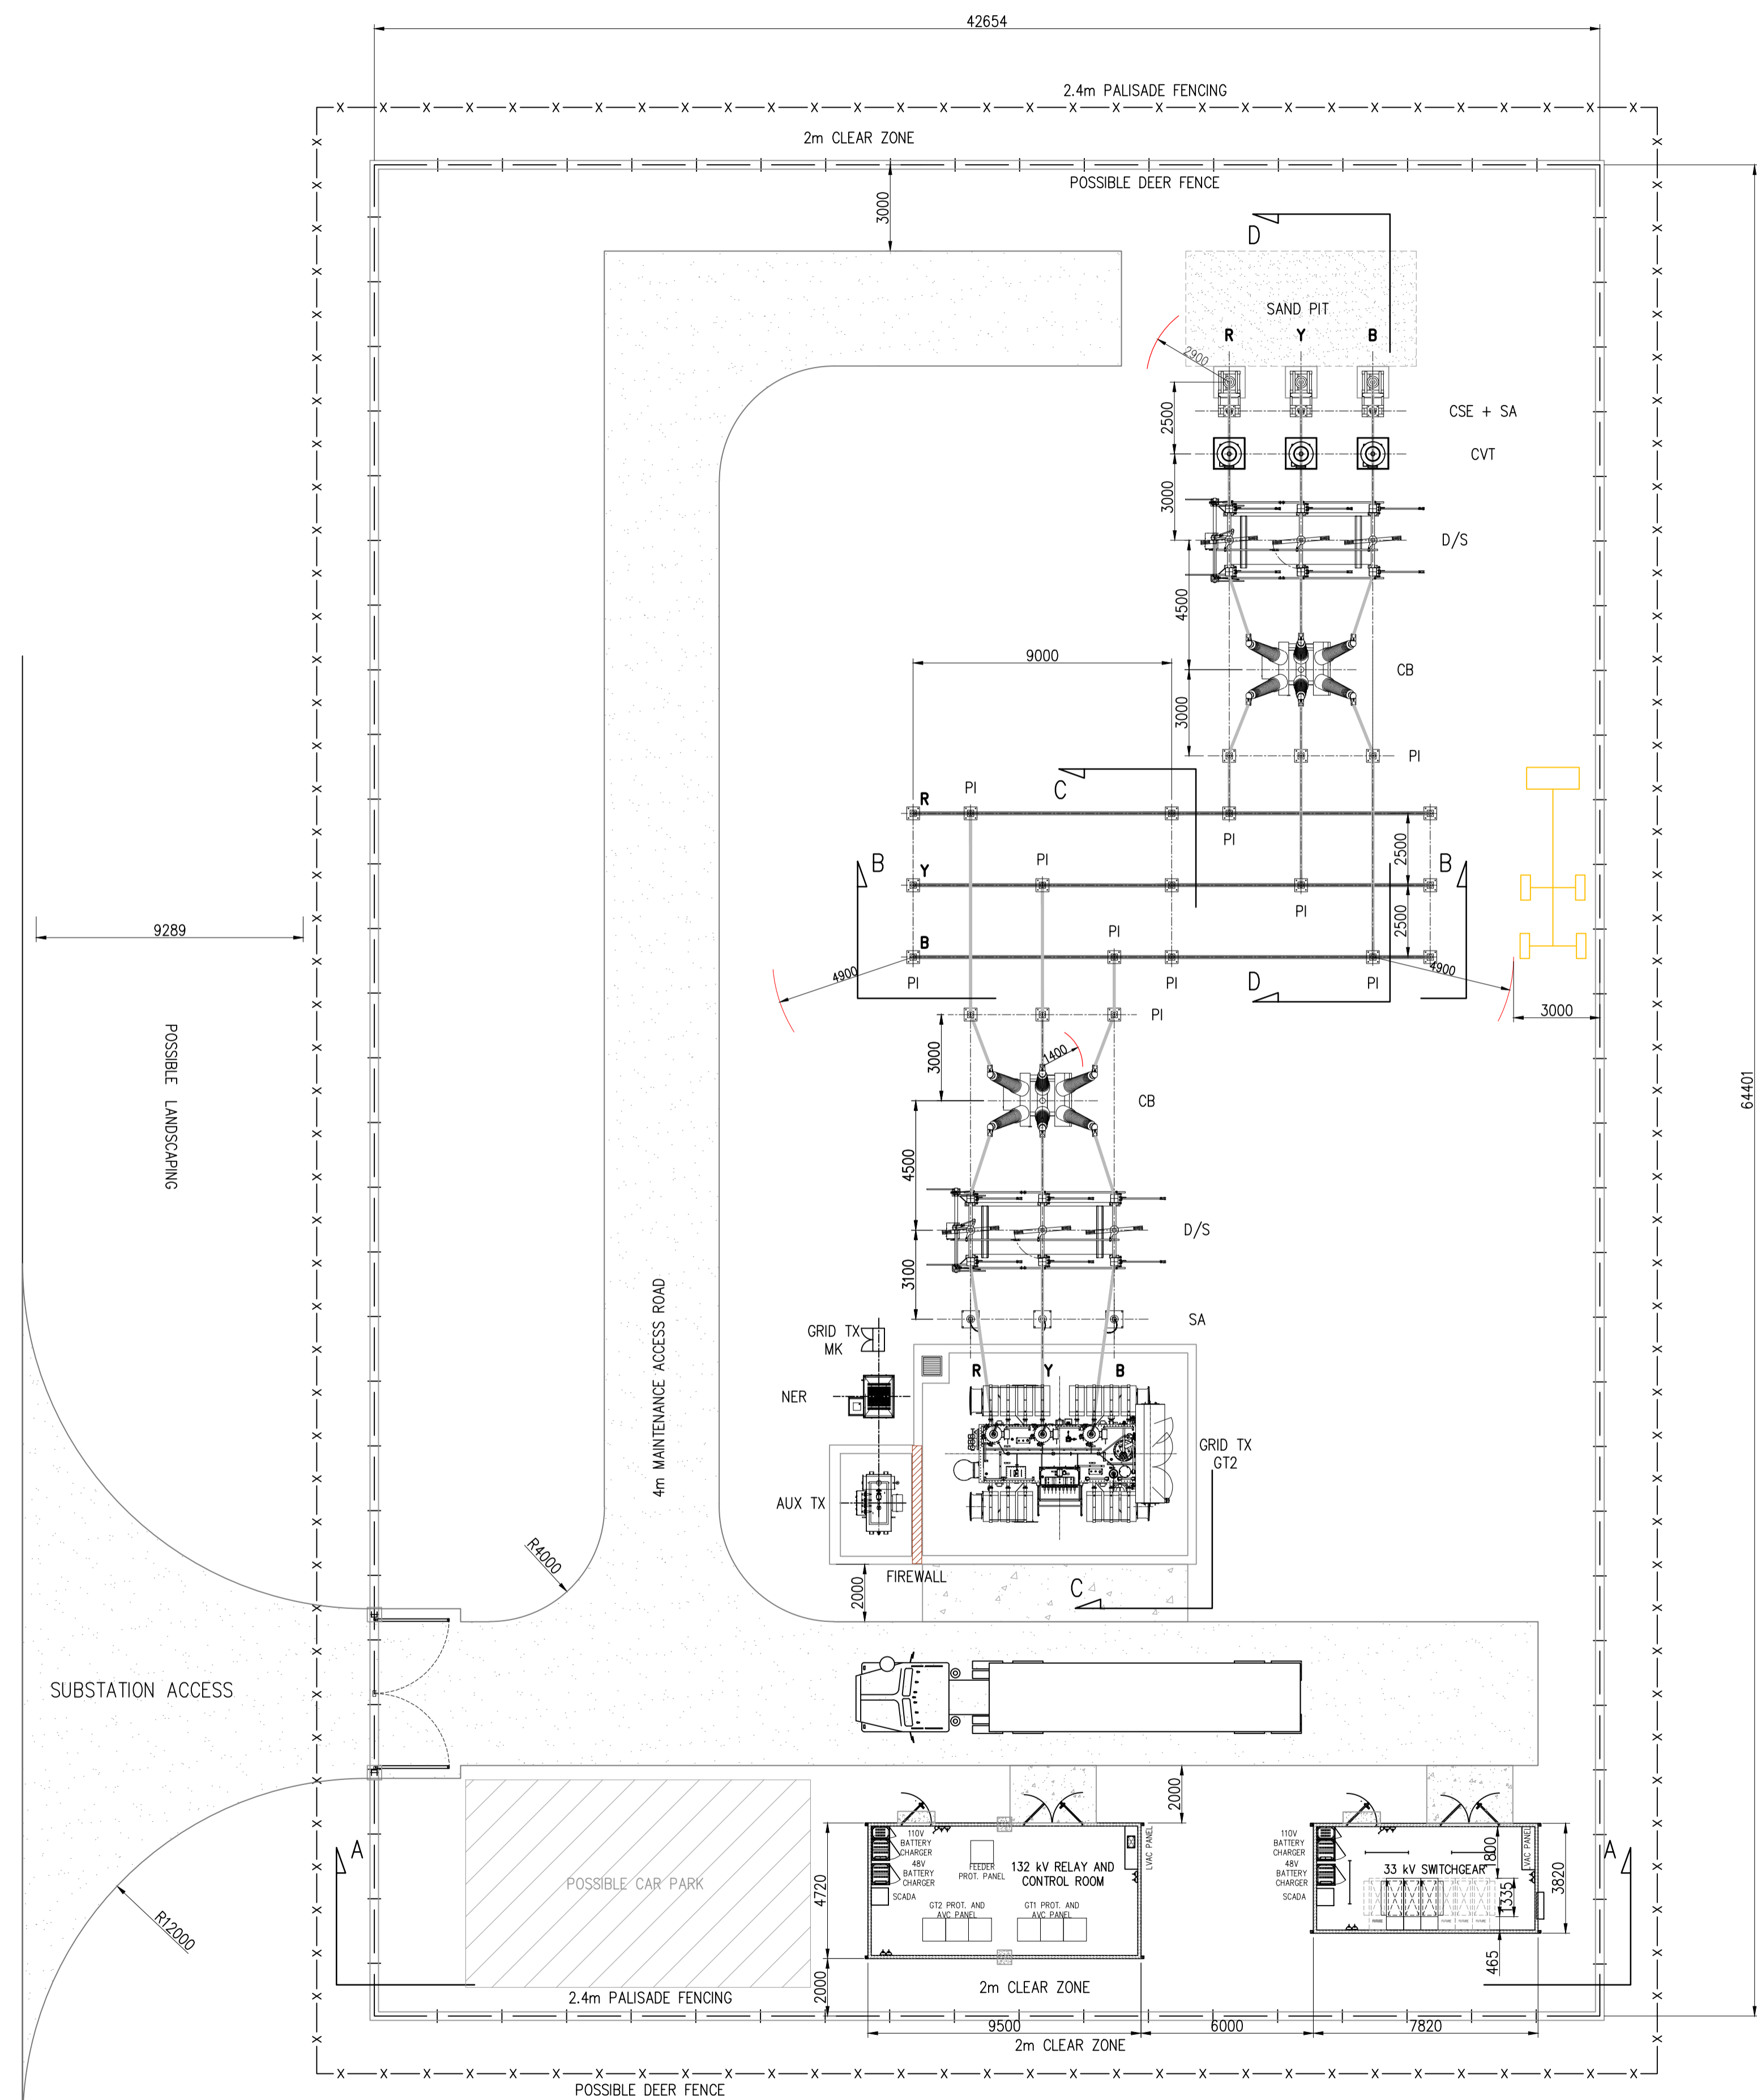 42654
2.4m PALISADE FENCING
2m CLEAR ZONE
POSSIBLE DEER FENCE
3000
D
SAND PIT
R Y B
2900
2500
CSE + SA
CVT
3000
D/S
4500
9000
CB
3000
PI
C
PI
R
PI
2500
PI
B
Y
B
PI
2500
9289
PI
B
4900
4900
PI
PI
D
PI
3000
PI
POSSIBLE LANDSCAPING
3000
1400
64401
CB
4500
D/S
3100
4m MAINTENANCE ACCESS ROAD
SA
GRID TX
MK
R Y B
NER
GRID TX
GT2
AUX TX
R4000
FIREWALL
2000
C
SUBSTATION ACCESS
2000
110V
BATTERY
CHARGER
48V
BATTERY
CHARGER
SCADA
FEEDER
PROT. PANEL
132 kV RELAY AND
CONTROL ROOM
LVAC PANEL
GT2 PROT. AND
AVC PANEL
GT1 PROT. AND
AVC PANEL
110V
BATTERY
CHARGER
48V
BATTERY
CHARGER
SCADA
33 kV SWITCHGEAR
LVAC PANEL
1800
1335
3820
465
FUTURE
FUTURE
FUTURE
FUTURE
A
A
POSSIBLE CAR PARK
4720
R12000
2000
2m CLEAR ZONE
2.4m PALISADE FENCING
9500
6000
7820
2m CLEAR ZONE
POSSIBLE DEER FENCE